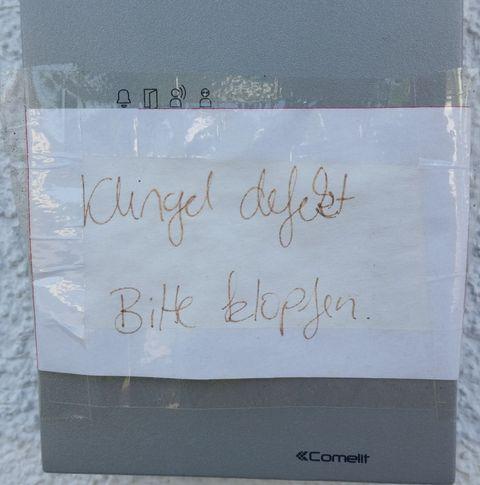 Klingel defekt
Bitte klopfen.
Comelit